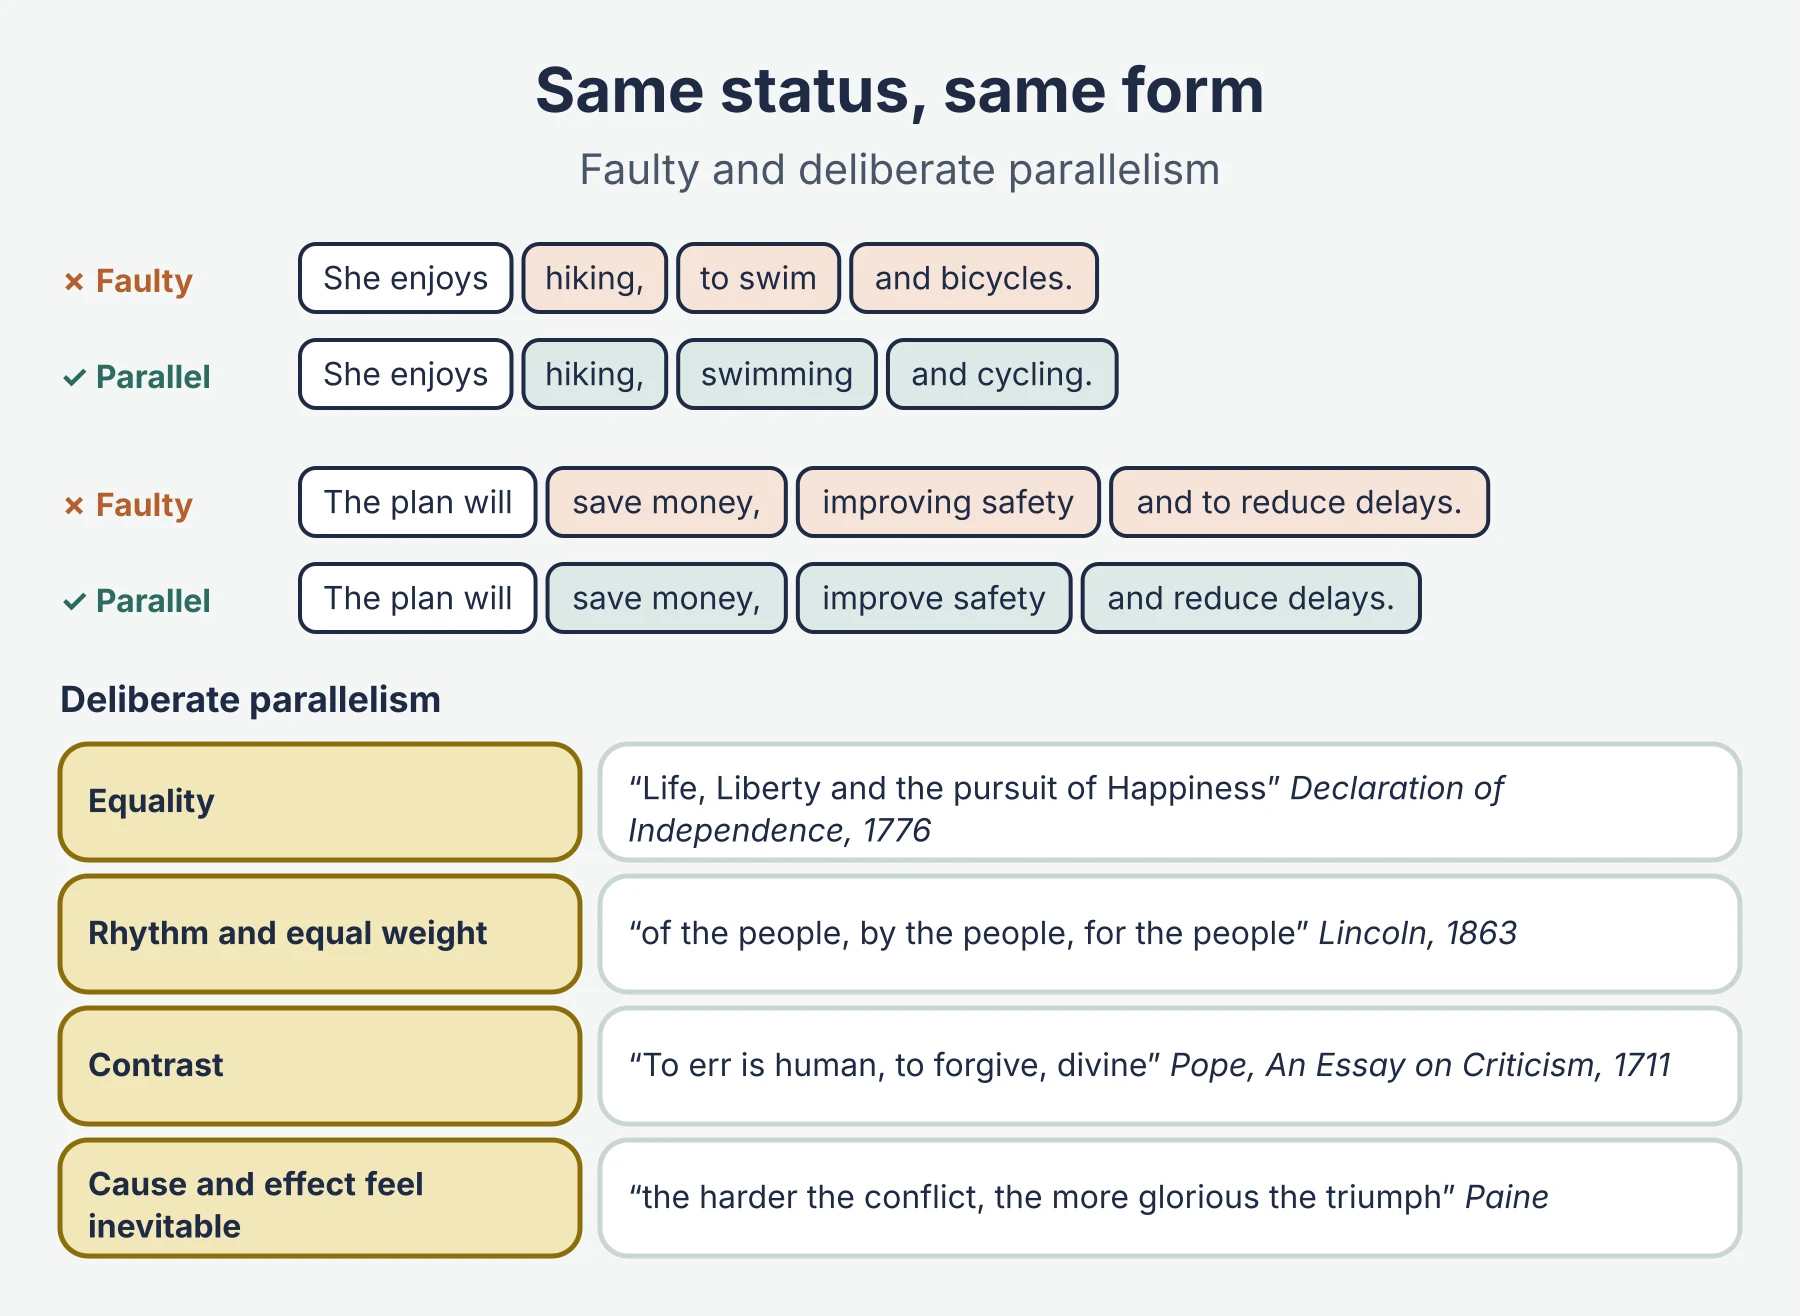 Same status, same form
Faulty and deliberate parallelism
× Faulty She enjoys hiking, to swim and bicycles.
✓ Parallel She enjoys hiking, swimming and cycling.
× Faulty The plan will save money, improving safety and to reduce delays.
✓ Parallel The plan will save money, improve safety and reduce delays.
Deliberate parallelism
Equality
“Life, Liberty and the pursuit of Happiness” Declaration of
Independence, 1776
Rhythm and equal weight
“of the people, by the people, for the people” Lincoln, 1863
Contrast
“To err is human, to forgive, divine” Pope, An Essay on Criticism, 1711
Cause and effect feel
inevitable
“the harder the conflict, the more glorious the triumph” Paine